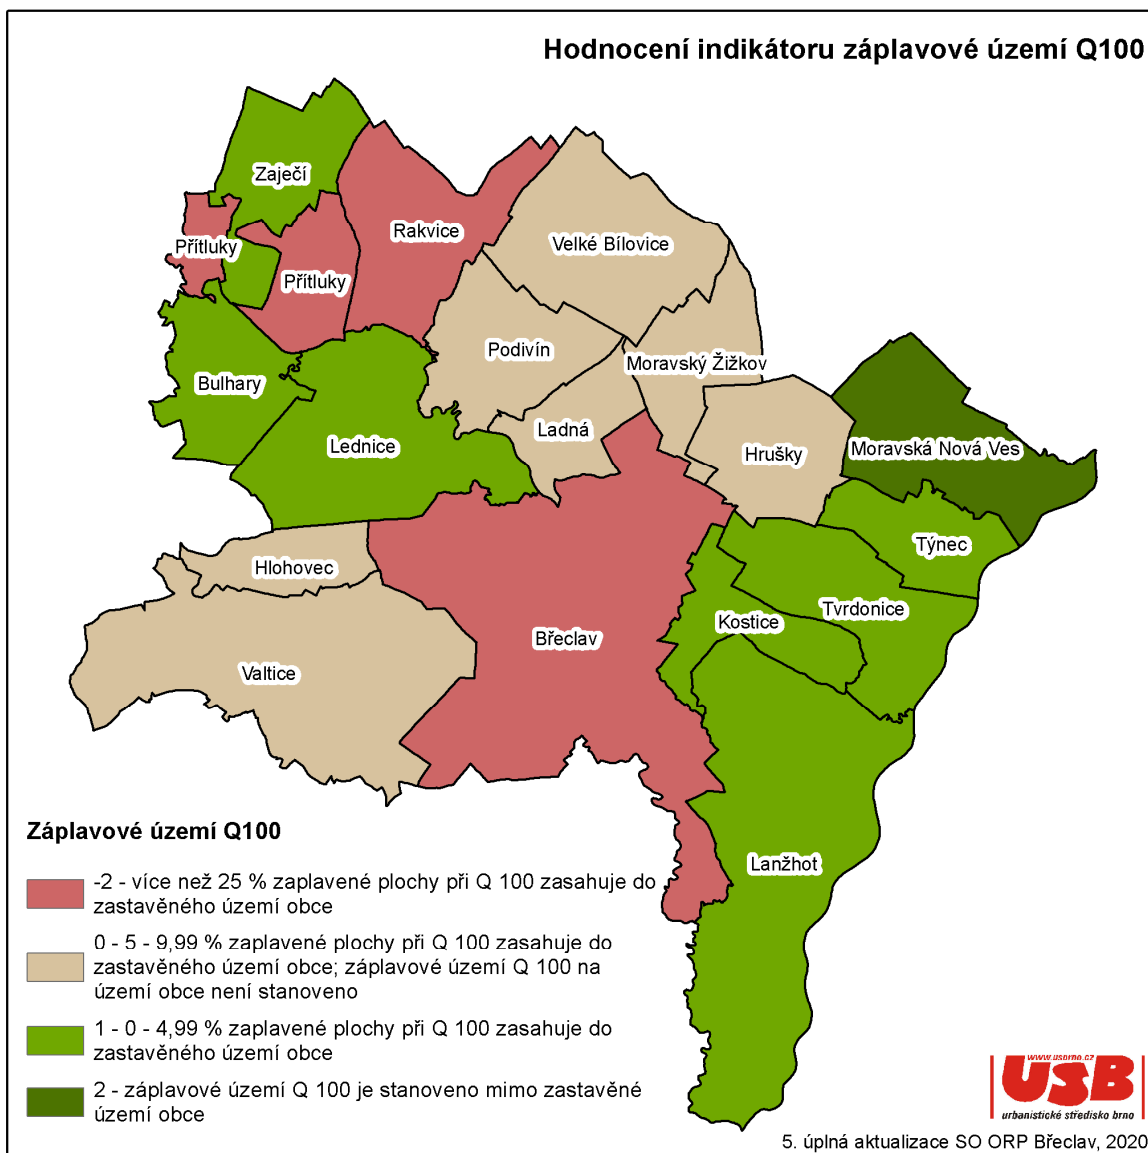 Hodnocení indikátoru záplavové území Q100
Zaječí
Rakvice
Přítluky
Velké Bílovice
Přítluky
Podivín
Moravský Žižkov
Bulhary
Ladná
Lednice
Hrušky
Moravská Nová Ves
Týnec
Hlohovec
Tvrdonice
Kostice
Břeclav
Valtice
Lanžhot
Záplavové území Q100
-2 - více než 25 % zaplavené plochy při Q 100 zasahuje do
zastavěného území obce
0 - 5 - 9,99 % zaplavené plochy při Q 100 zasahuje do
zastavěného území obce; záplavové území Q 100 na
území obce není stanoveno
1 - 0 - 4,99 % zaplavené plochy při Q 100 zasahuje do
zastavěného území obce
2 - záplavové území Q 100 je stanoveno mimo zastavěné
území obce
www.usbrno.cz
USB
urbanistické středisko brno
5. úplná aktualizace SO ORP Břeclav, 2020